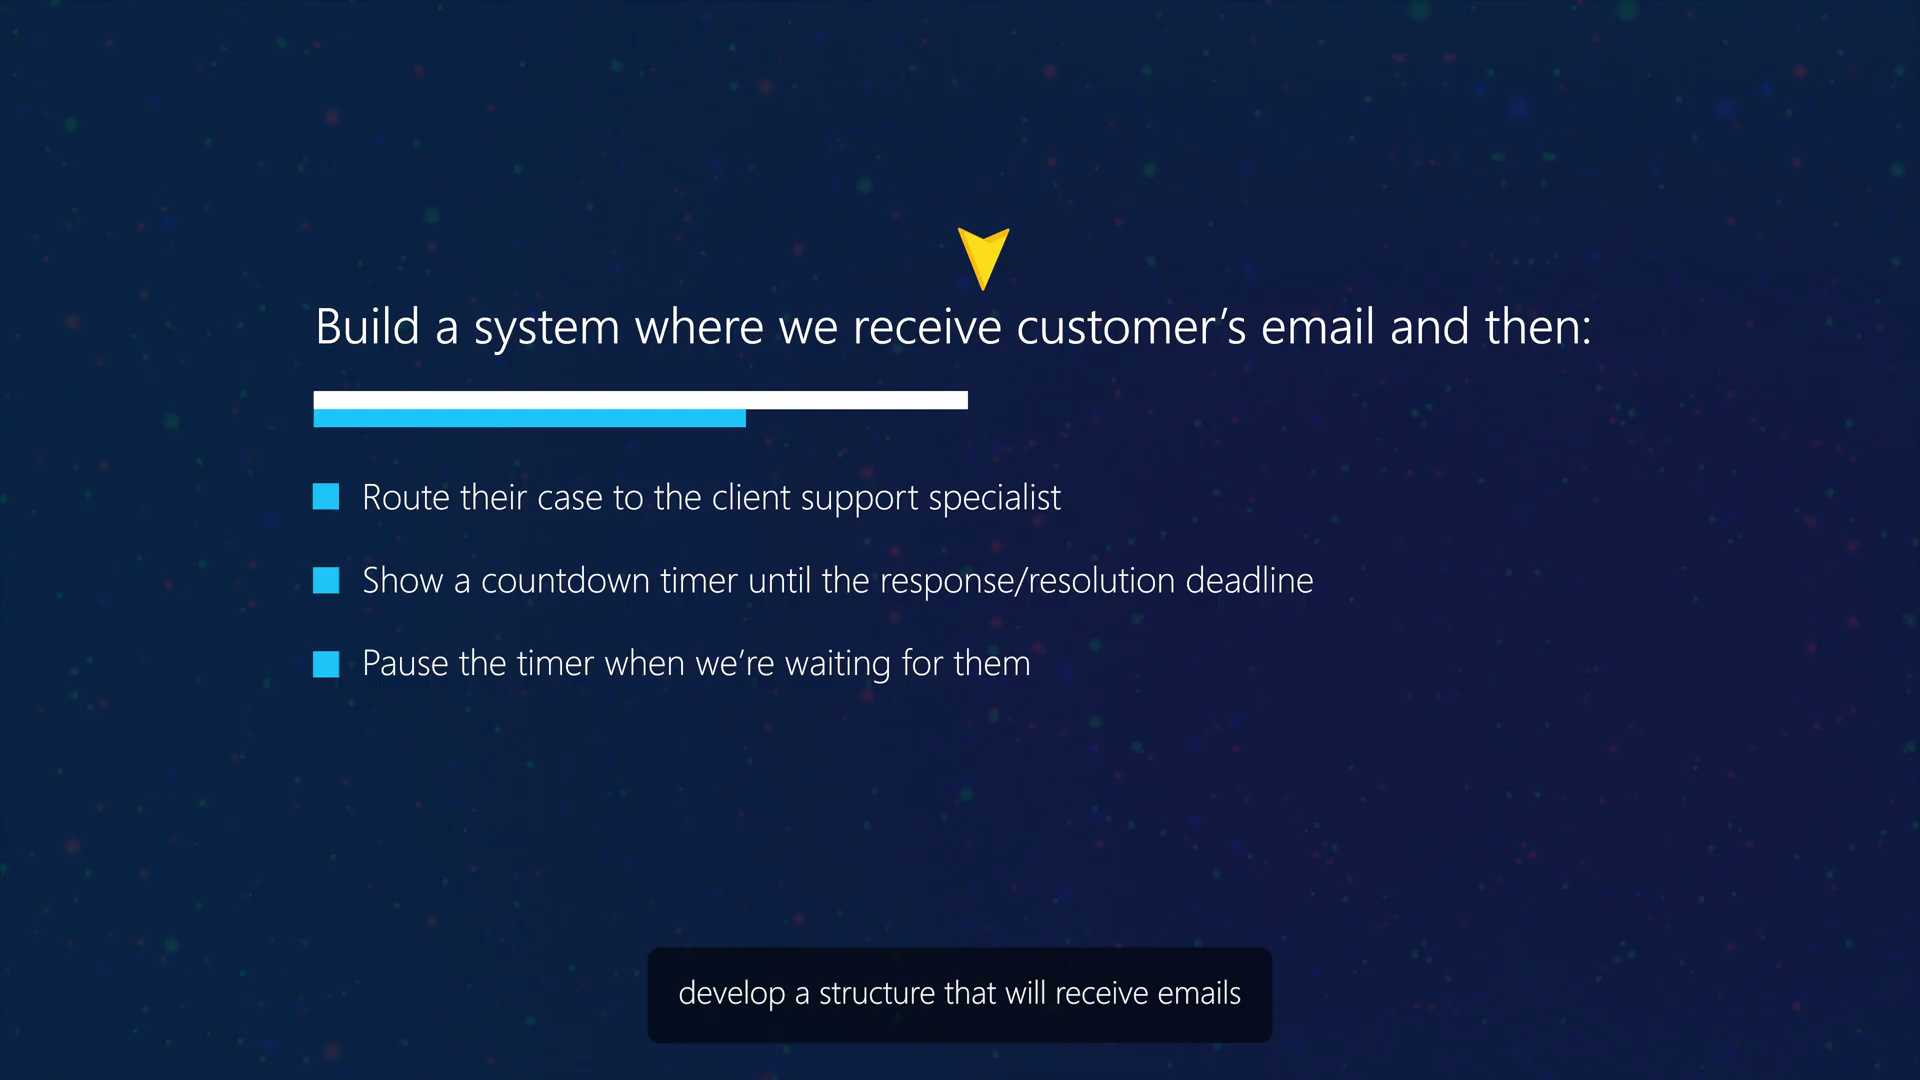 Build a system where we receive customer’s email and then:
Route their case to the client support specialist
Show a countdown timer until the response/resolution deadline
Pause the timer when we’re waiting for them
develop a structure that will receive emails